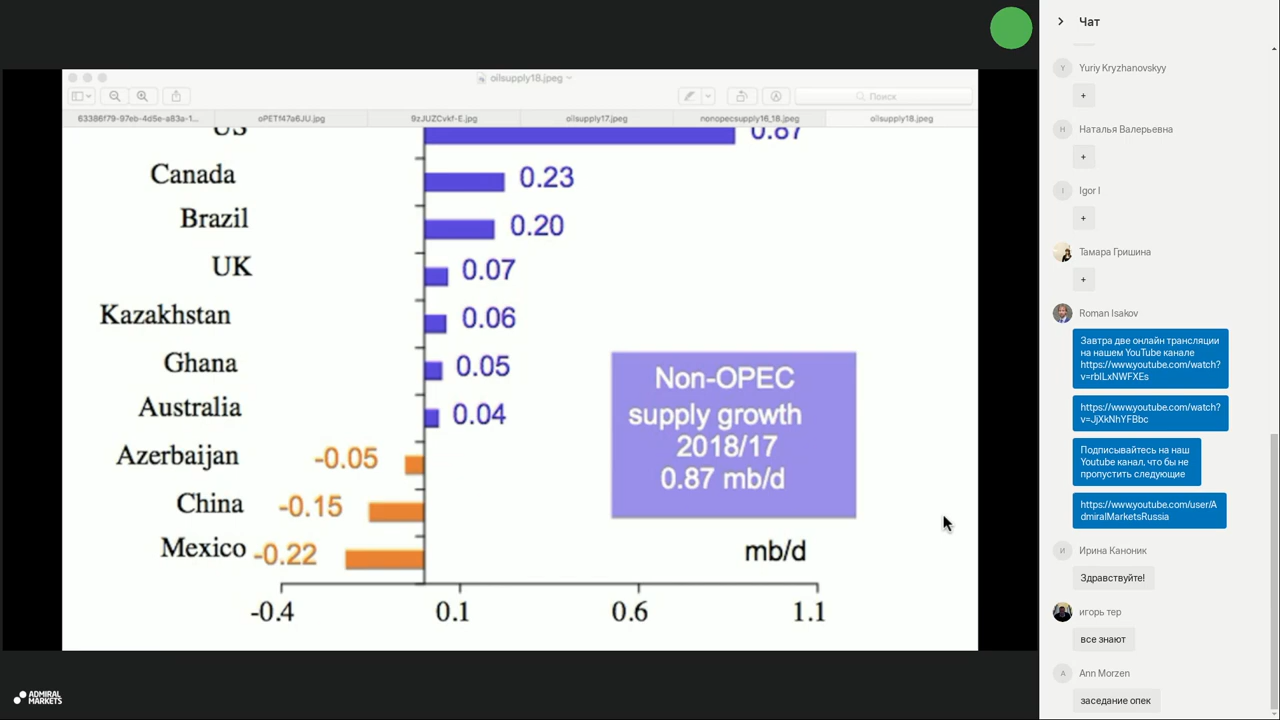 oilsupply18.jpeg
Поиск
63386f79-97eb-4d5e-a83a-1...
oPETf47a6JU.jpg
9zJUZCvkf-E.jpg
oilsupply17.jpeg
nonopecsupply16_18.jpeg
oilsupply18.jpeg
US 0.87
Canada 0.23
Brazil 0.20
UK 0.07
Kazakhstan 0.06
Ghana 0.05
Australia 0.04
Azerbaijan -0.05
China -0.15
Mexico -0.22
Non-OPEC
supply growth
2018/17
0.87 mb/d
mb/d
-0.4 0.1 0.6 1.1
ADMIRAL
MARKETS
Чат
Y Yuriy Kryzhanovskyy
+
Н Наталья Валерьевна
+
I Igor I
+
Тамара Гришина
+
Roman Isakov
Завтра две онлайн трансляции
на нашем YouTube канале
https://www.youtube.com/watch?
v=rbILxNWFXEs
https://www.youtube.com/watch?
v=JjXkNhYFBbc
Подписывайтесь на наш
Youtube канал, что бы не
пропустить следующие
https://www.youtube.com/user/A
dmiralMarketsRussia
И Ирина Каноник
Здравствуйте!
игорь тер
все знают
A Ann Morzen
заседание опек